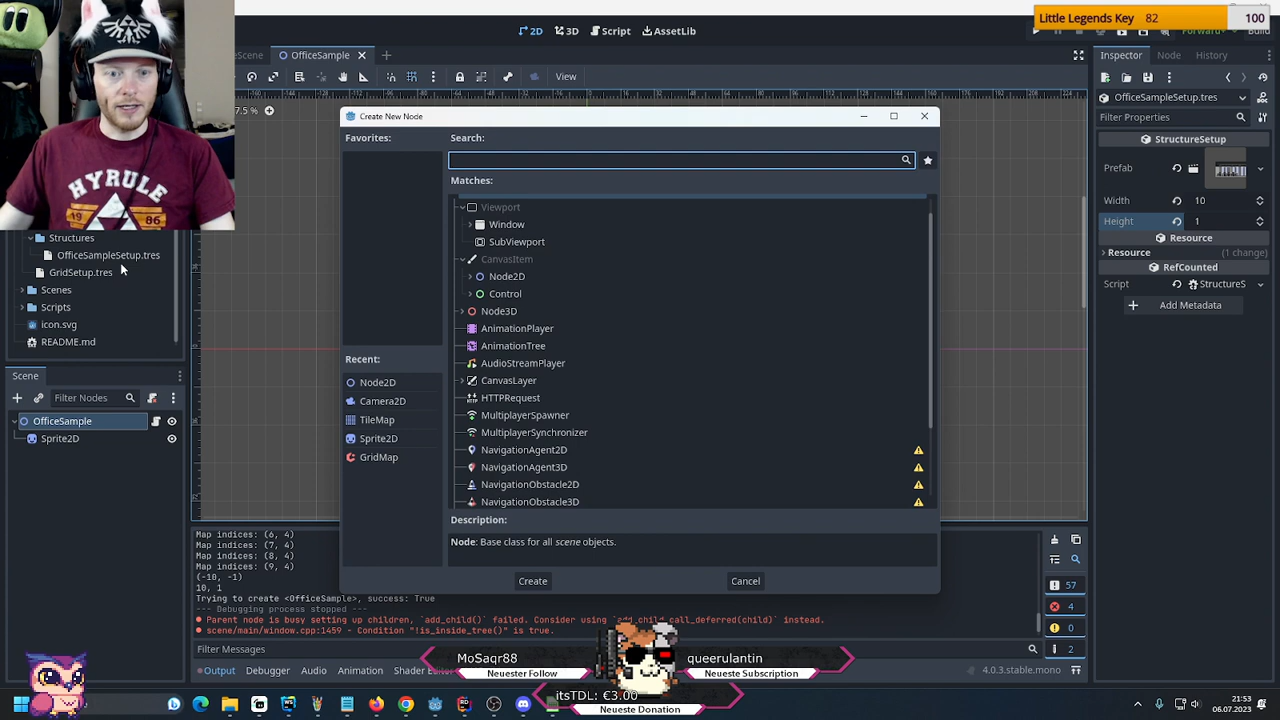 Little Legends Key 82 100
2D 3D Script AssetLib
Forward+ Build
Scene OfficeSample
Inspector Node History
View
7.5 %
OfficeSampleSetup.tres
Filter Properties
StructureSetup
Prefab
Width 10
Height 1
Resource
Resource (1 change)
RefCounted
Script StructureS
Add Metadata
Create New Node
Favorites: Search:
Matches:
Viewport
Window
SubViewport
CanvasItem
Node2D
Control
Node3D
AnimationPlayer
AnimationTree
AudioStreamPlayer
CanvasLayer
HTTPRequest
MultiplayerSpawner
MultiplayerSynchronizer
NavigationAgent2D
NavigationAgent3D
NavigationObstacle2D
NavigationObstacle3D
Recent:
Node2D
Camera2D
TileMap
Sprite2D
GridMap
Description:
Node: Base class for all scene objects.
Create Cancel
HYRULE
1986
Structures
OfficeSampleSetup.tres
GridSetup.tres
Scenes
Scripts
icon.svg
README.md
Scene
Filter Nodes
OfficeSample
Sprite2D
Map indices: (6, 4)
Map indices: (7, 4)
Map indices: (8, 4)
Map indices: (9, 4)
(-10, -1)
10, 1
Trying to create <OfficeSample>, success: True
--- Debugging process stopped ---
Parent node is busy setting up children, `add_child()` failed. Consider using `add_child.call_deferred(child)` instead.
scene/main/window.cpp:1459 - Condition "!is_inside_tree()" is true.
57
4
0
2
Filter Messages
Output Debugger Audio Animation Shader
4.0.3.stable.mono
MoSaqr88
Neuester Follow
queerulantin
Neueste Subscription
itsTDL: €3.00
Neueste Donation
21:53
06.07.2023